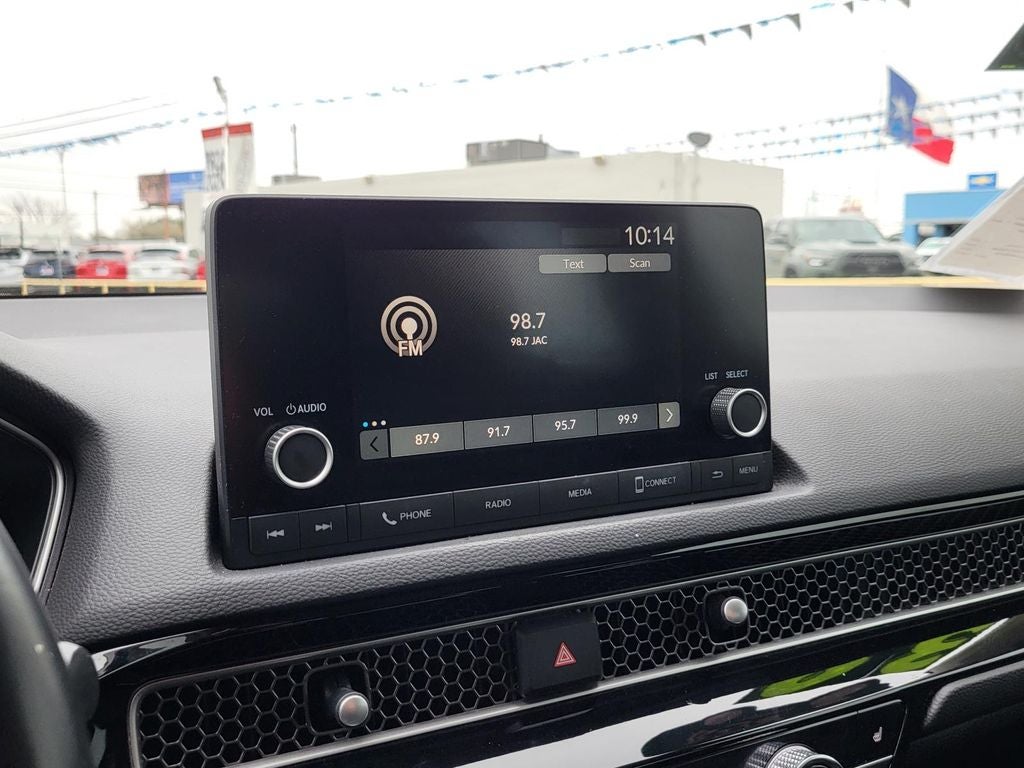 10:14
Text Scan
98.7
98.7 JAC
FM
LIST SELECT
VOL AUDIO
87.9 91.7 95.7 99.9
PHONE RADIO MEDIA CONNECT MENU